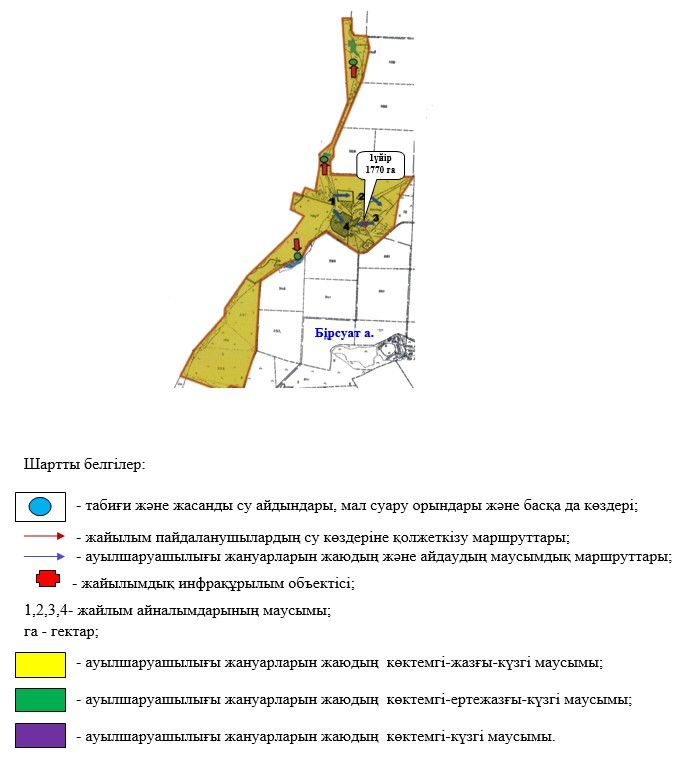 1үйір
1770 га
1
2
3
4
Бірсуат а.
Шартты белгілер:
- табиғи және жасанды су айдындары, мал суару орындары және басқа да көздері;
- жайылым пайдаланушылардың су көздеріне қолжеткізу маршруттары;
- ауылшаруашылығы жануарларын жаюдың және айдаудың маусымдық маршруттары;
- жайылымдық инфрақұрылым объектісі;
1,2,3,4- жайлым айналымдарының маусымы;
га - гектар;
- ауылшаруашылығы жануарларын жаюдың көктемгі-жазғы-күзгі маусымы;
- ауылшаруашылығы жануарларын жаюдың көктемгі-ертежазғы-күзгі маусымы;
- ауылшаруашылығы жануарларын жаюдың көктемгі-күзгі маусымы.